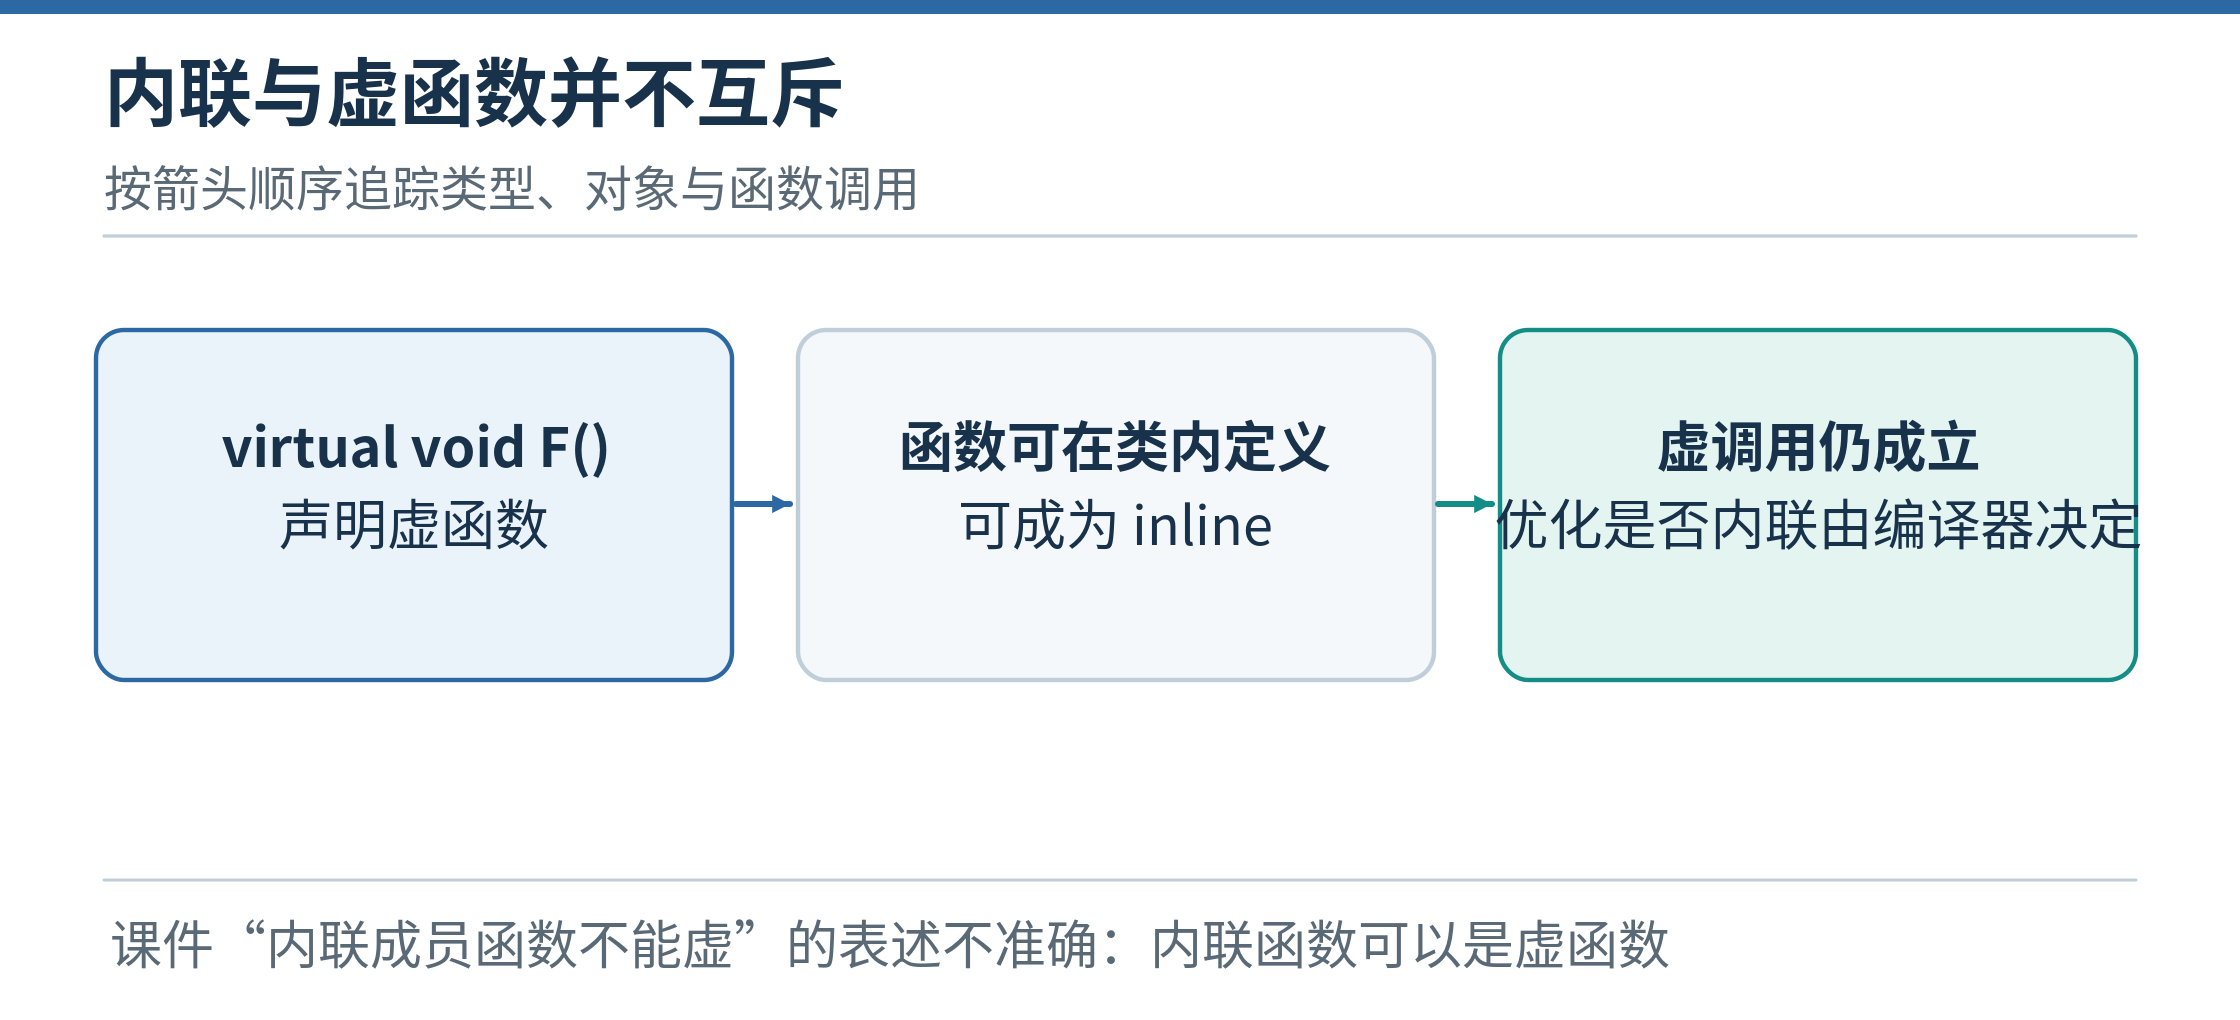 内联与虚函数并不互斥
按箭头顺序追踪类型、对象与函数调用
virtual void F()
声明虚函数
函数可在类内定义
可成为 inline
虚调用仍成立
优化是否内联由编译器决定
课件“内联成员函数不能虚”的表述不准确：内联函数可以是虚函数